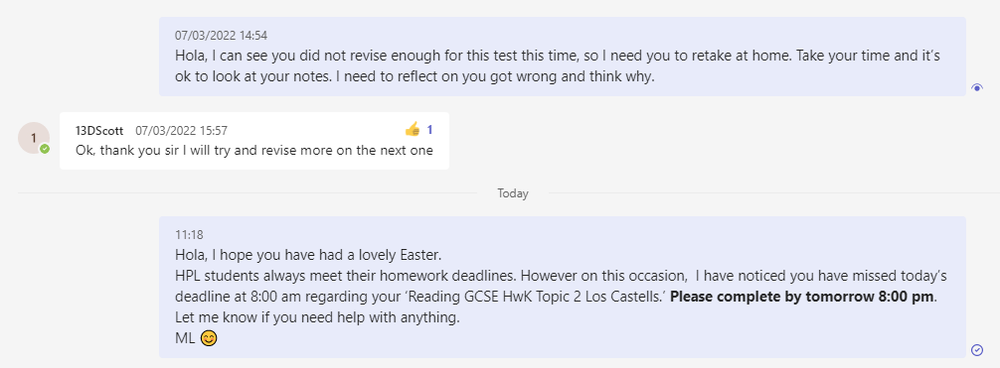 07/03/2022 14:54
Hola, I can see you did not revise enough for this test this time, so I need you to retake at home. Take your time and it's
ok to look at your notes. I need to reflect on you got wrong and think why.
1
13DScott 07/03/2022 15:57 👍 1
Ok, thank you sir I will try and revise more on the next one
Today
11:18
Hola, I hope you have had a lovely Easter.
HPL students always meet their homework deadlines. However on this occasion, I have noticed you have missed today's
deadline at 8:00 am regarding your 'Reading GCSE HwK Topic 2 Los Castells.' Please complete by tomorrow 8:00 pm.
Let me know if you need help with anything.
ML 😊